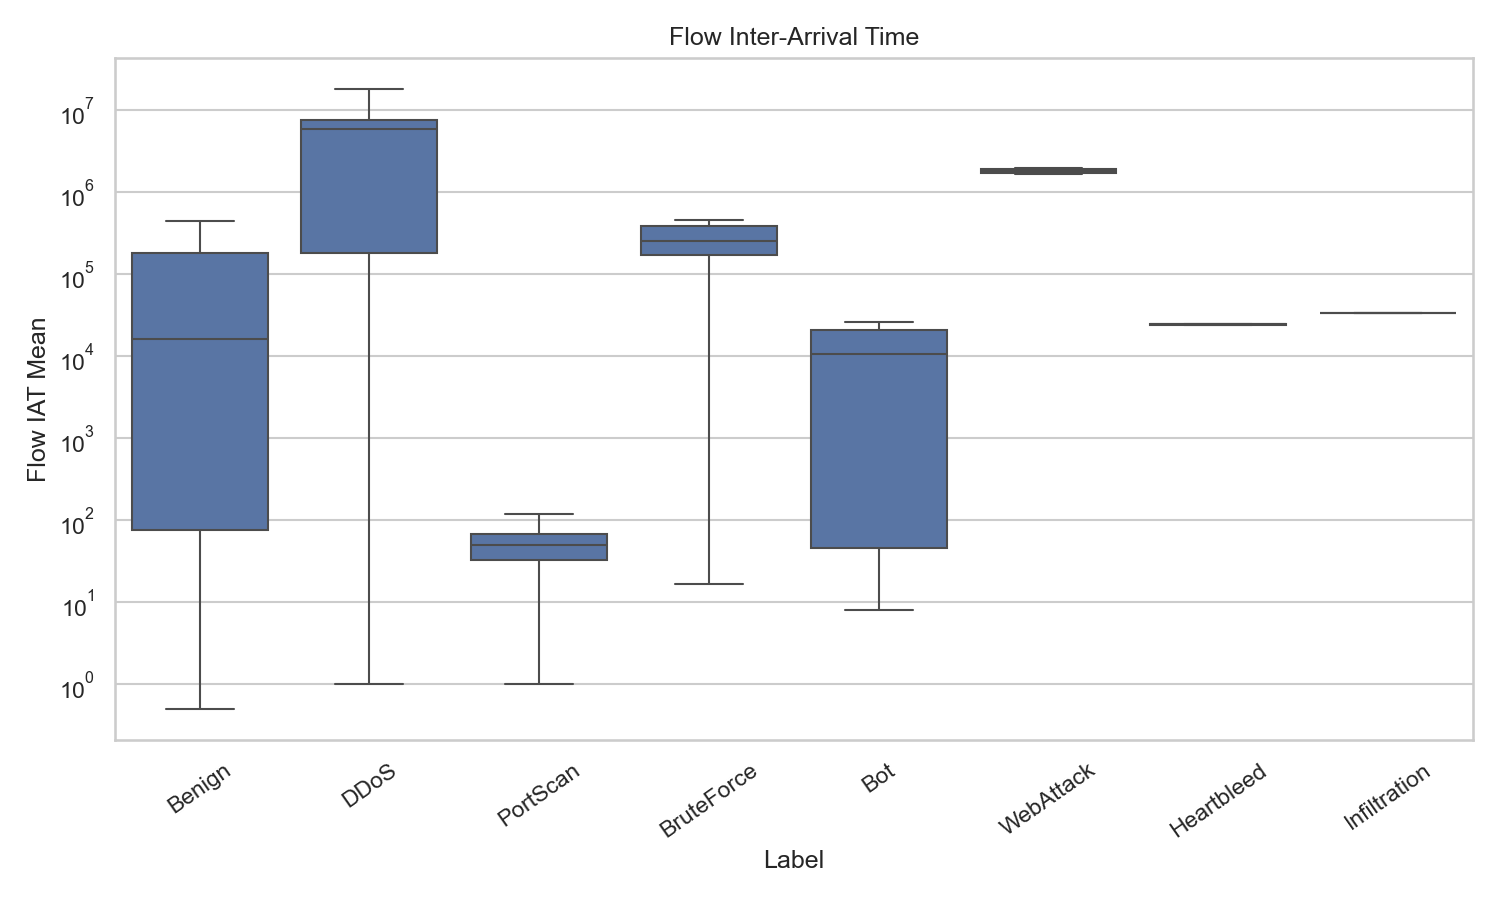 Flow Inter-Arrival Time
Flow IAT Mean
10^7
10^6
10^5
10^4
10^3
10^2
10^1
10^0
Benign
DDoS
PortScan
BruteForce
Bot
WebAttack
Heartbleed
Infiltration
Label